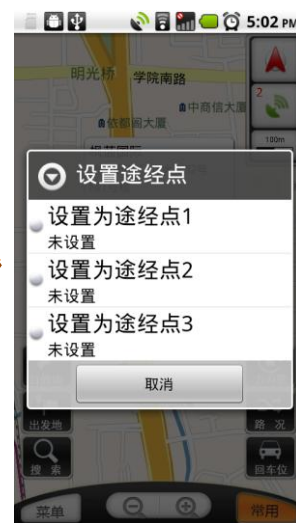 5:02 PM
明光桥
学院南路
中商信大厦
2
100m
设置途经点
设置为途经点1
未设置
设置为途经点2
未设置
设置为途经点3
未设置
取消
出发地
路 况
搜 索
回车位
菜单
常用